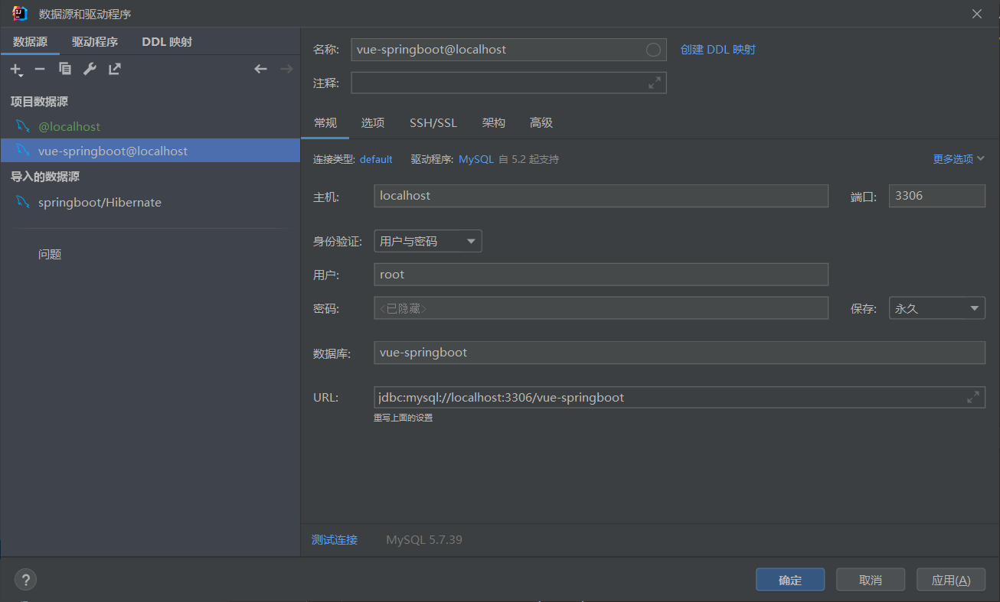 数据源和驱动程序
数据源 驱动程序 DDL 映射
项目数据源
@localhost
vue-springboot@localhost
导入的数据源
springboot/Hibernate
问题
名称: vue-springboot@localhost 创建 DDL 映射
注释:
常规 选项 SSH/SSL 架构 高级
连接类型: default 驱动程序: MySQL 自 5.2 起支持 更多选项
主机: localhost 端口: 3306
身份验证: 用户与密码
用户: root
密码: <已隐藏> 保存: 永久
数据库: vue-springboot
URL: jdbc:mysql://localhost:3306/vue-springboot
重写上面的设置
测试连接 MySQL 5.7.39
? 确定 取消 应用(A)